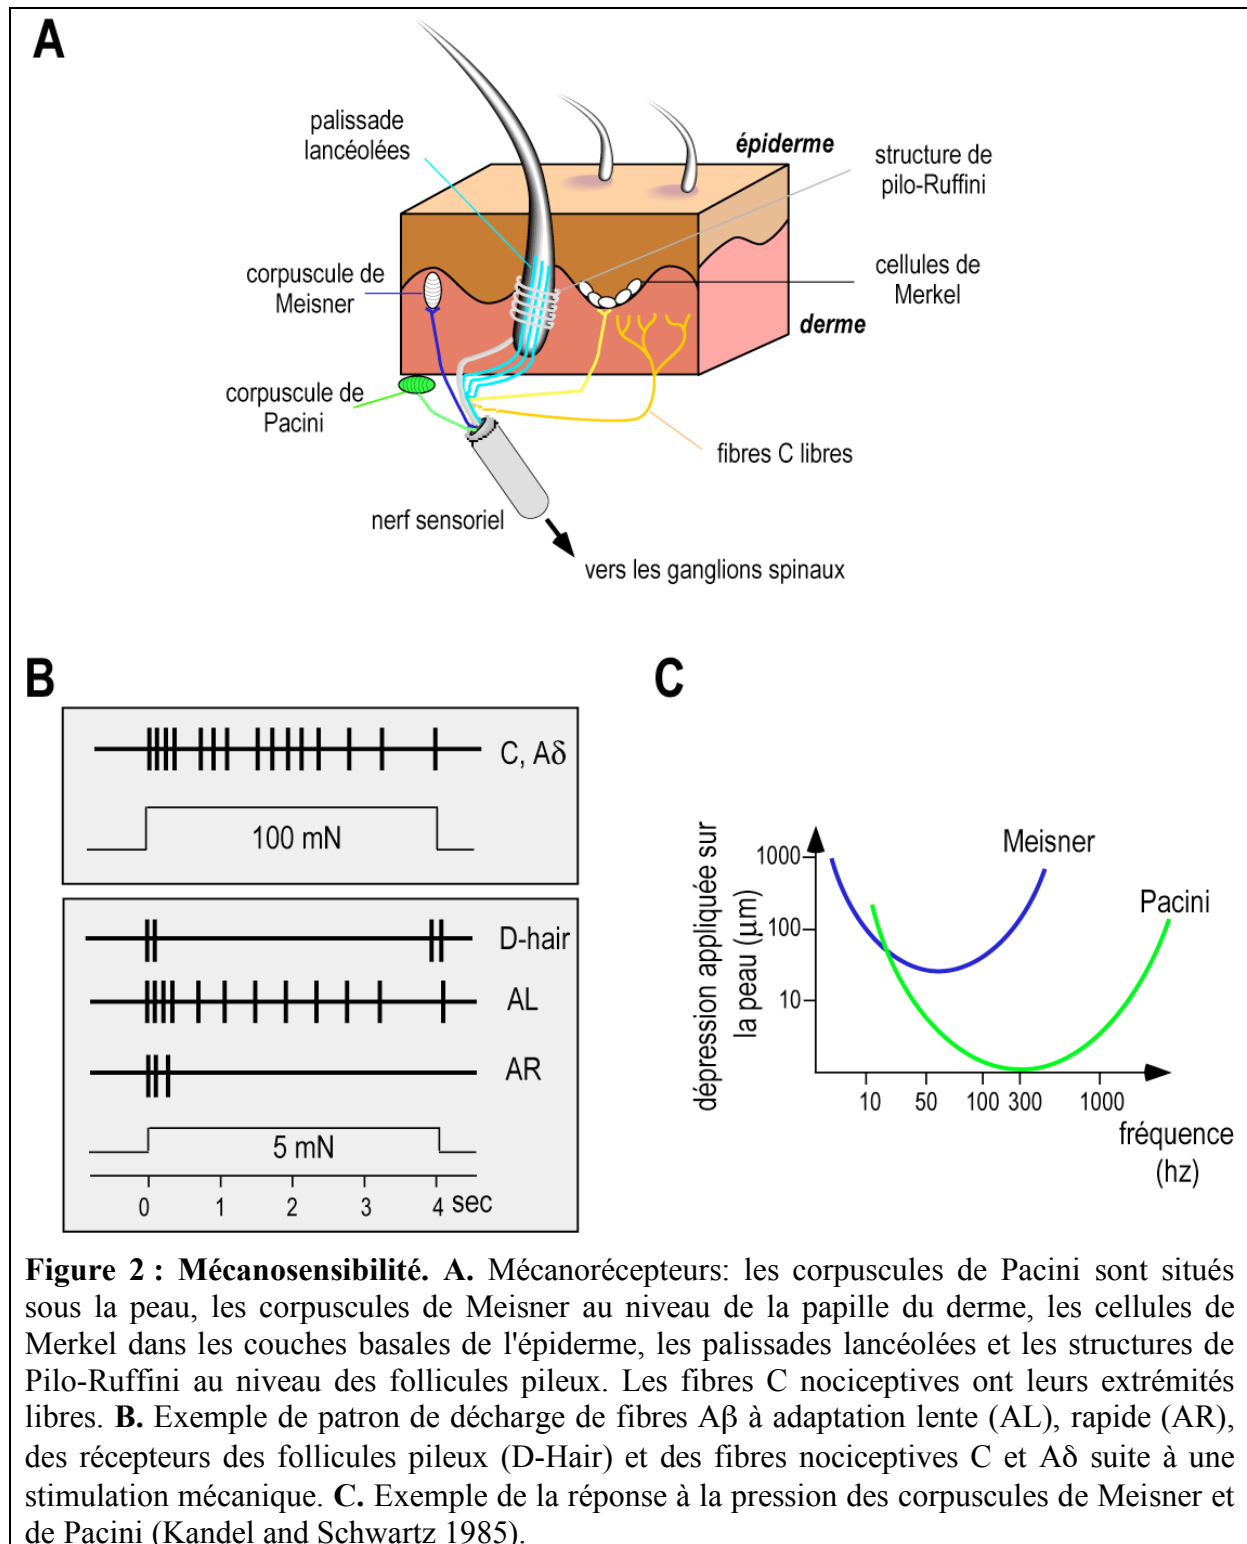 A
palissade
lancéolées
épiderme
structure de
pilo-Ruffini
corpuscule de
Meisner
cellules de
Merkel
derme
corpuscule de
Pacini
fibres C libres
nerf sensoriel
vers les ganglions spinaux
B
C, Aδ
100 mN
D-hair
AL
AR
5 mN
0 1 2 3 4 sec
C
dépression appliquée sur
la peau (μm)
1000
100
10
Meisner
Pacini
10 50 100 300 1000
fréquence
(hz)
Figure 2 : Mécanosensibilité. A. Mécanorécepteurs: les corpuscules de Pacini sont situés
sous la peau, les corpuscules de Meisner au niveau de la papille du derme, les cellules de
Merkel dans les couches basales de l'épiderme, les palissades lancéolées et les structures de
Pilo-Ruffini au niveau des follicules pileux. Les fibres C nociceptives ont leurs extrémités
libres. B. Exemple de patron de décharge de fibres Aβ à adaptation lente (AL), rapide (AR),
des récepteurs des follicules pileux (D-Hair) et des fibres nociceptives C et Aδ suite à une
stimulation mécanique. C. Exemple de la réponse à la pression des corpuscules de Meisner et
de Pacini (Kandel and Schwartz 1985).